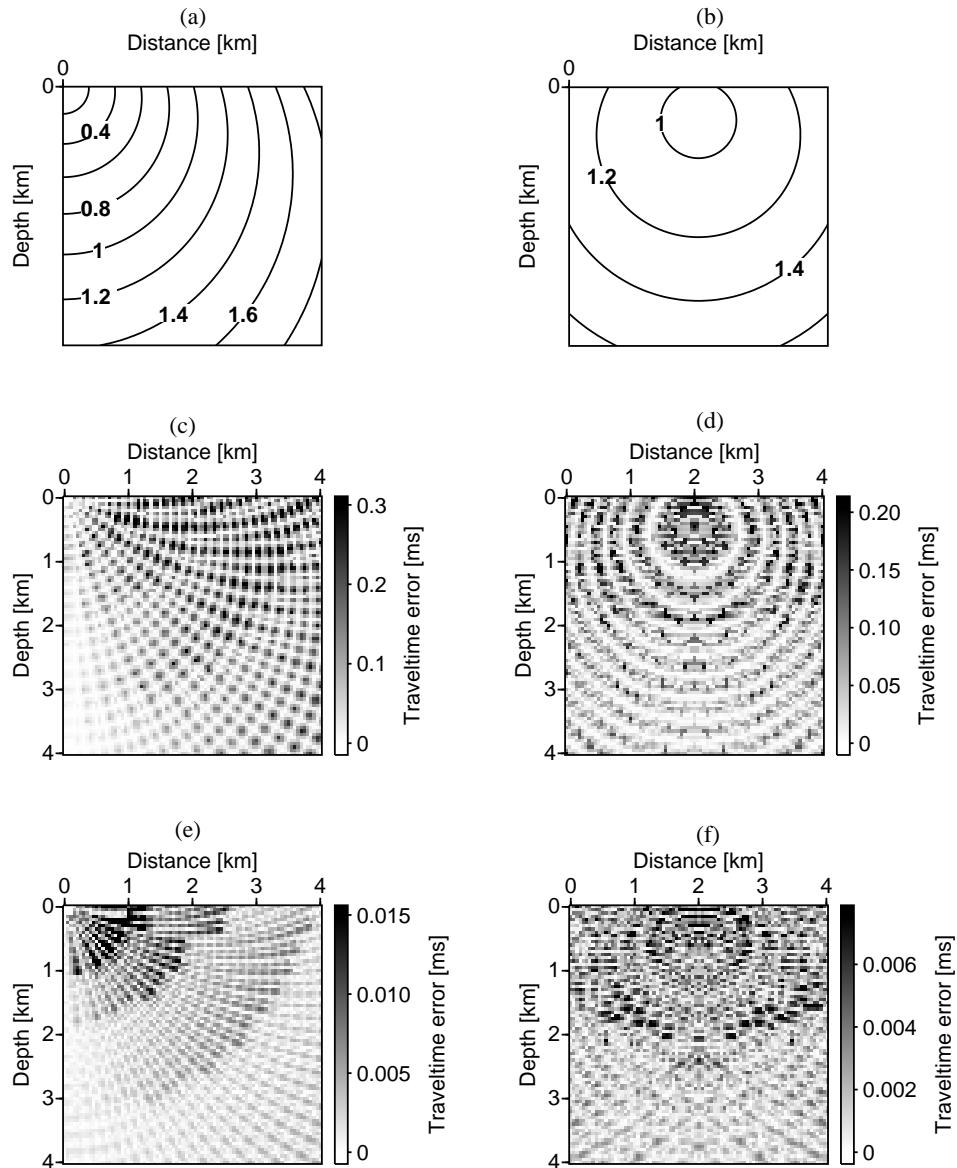 (a)
Distance [km]
0
0
Depth [km]
0.4
0.8
1
1.2
1.4
1.6
(b)
Distance [km]
0
0
Depth [km]
1
1.2
1.4
(c)
Distance [km]
0 1 2 3 4
0
1
2
3
4
Depth [km]
0.3
0.2
0.1
0
Traveltime error [ms]
(d)
Distance [km]
0 1 2 3 4
0
1
2
3
4
Depth [km]
0.20
0.15
0.10
0.05
0
Traveltime error [ms]
(e)
Distance [km]
0 1 2 3 4
0
1
2
3
4
Depth [km]
0.015
0.010
0.005
0
Traveltime error [ms]
(f)
Distance [km]
0 1 2 3 4
0
1
2
3
4
Depth [km]
0.006
0.004
0.002
0
Traveltime error [ms]